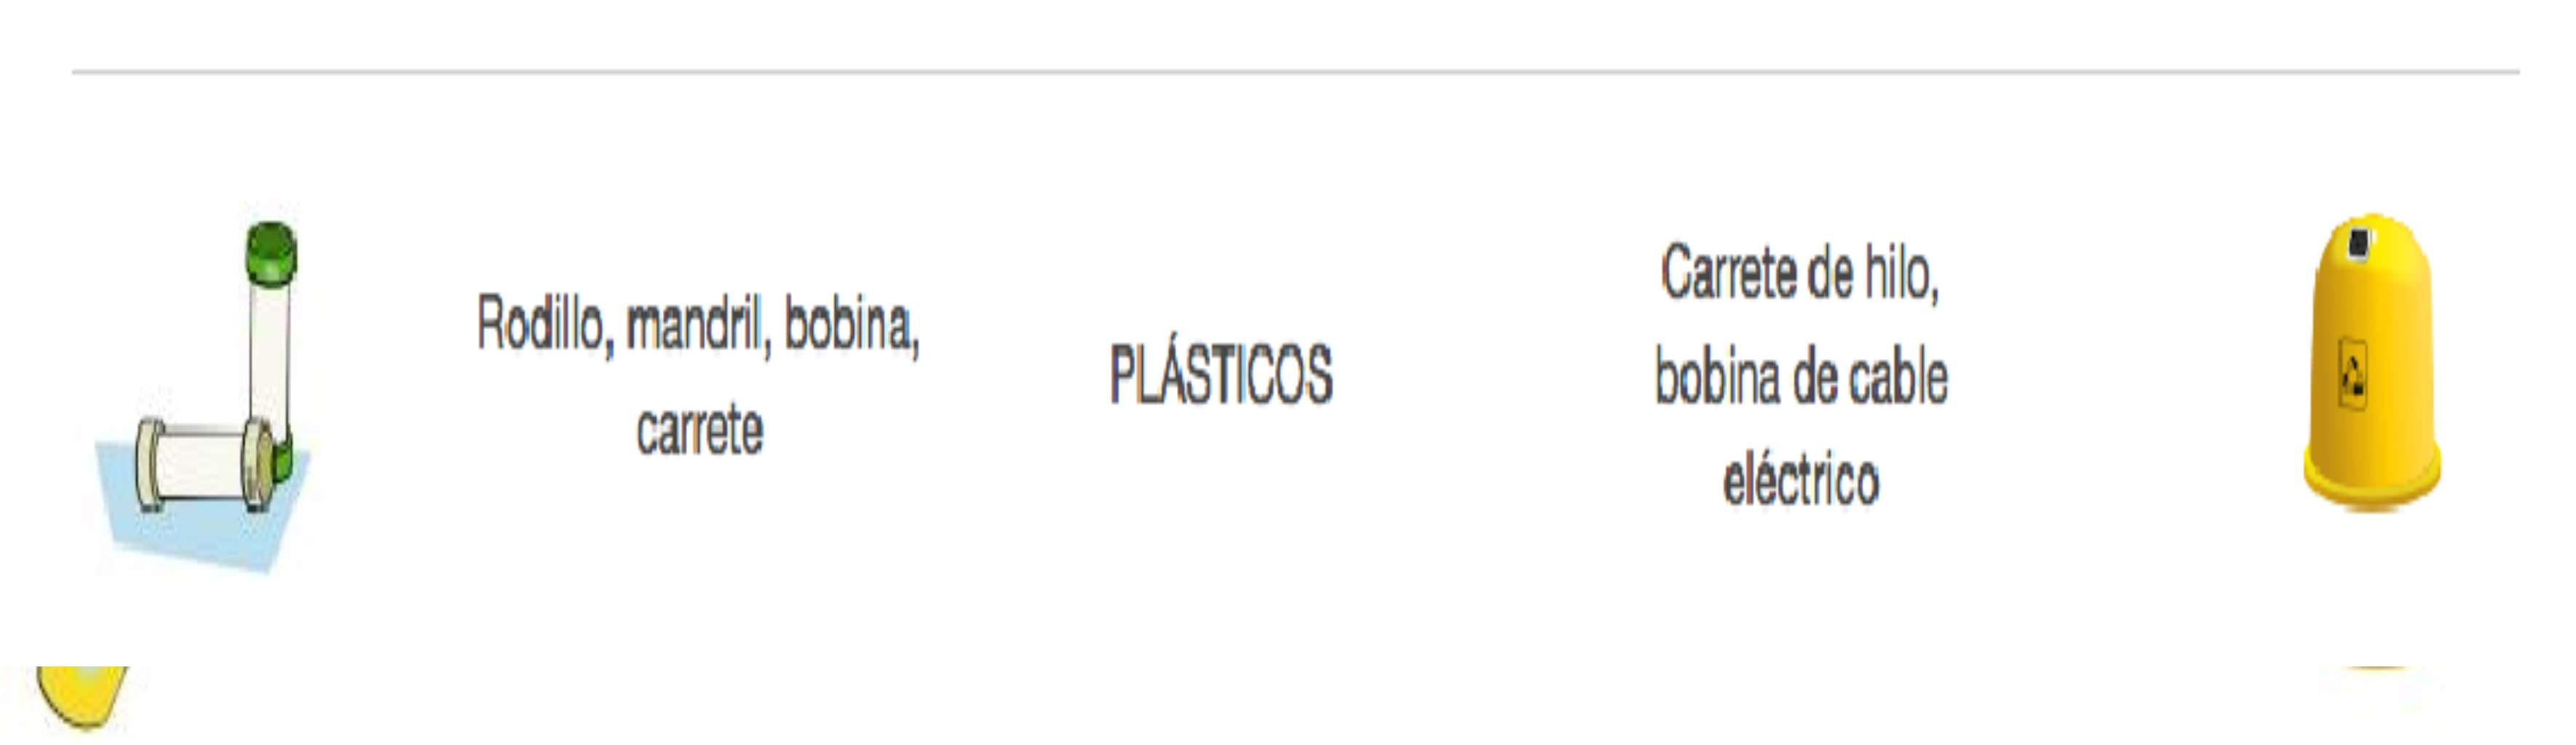 Rodillo, mandril, bobina,
carrete
PLÁSTICOS
Carrete de hilo,
bobina de cable
eléctrico